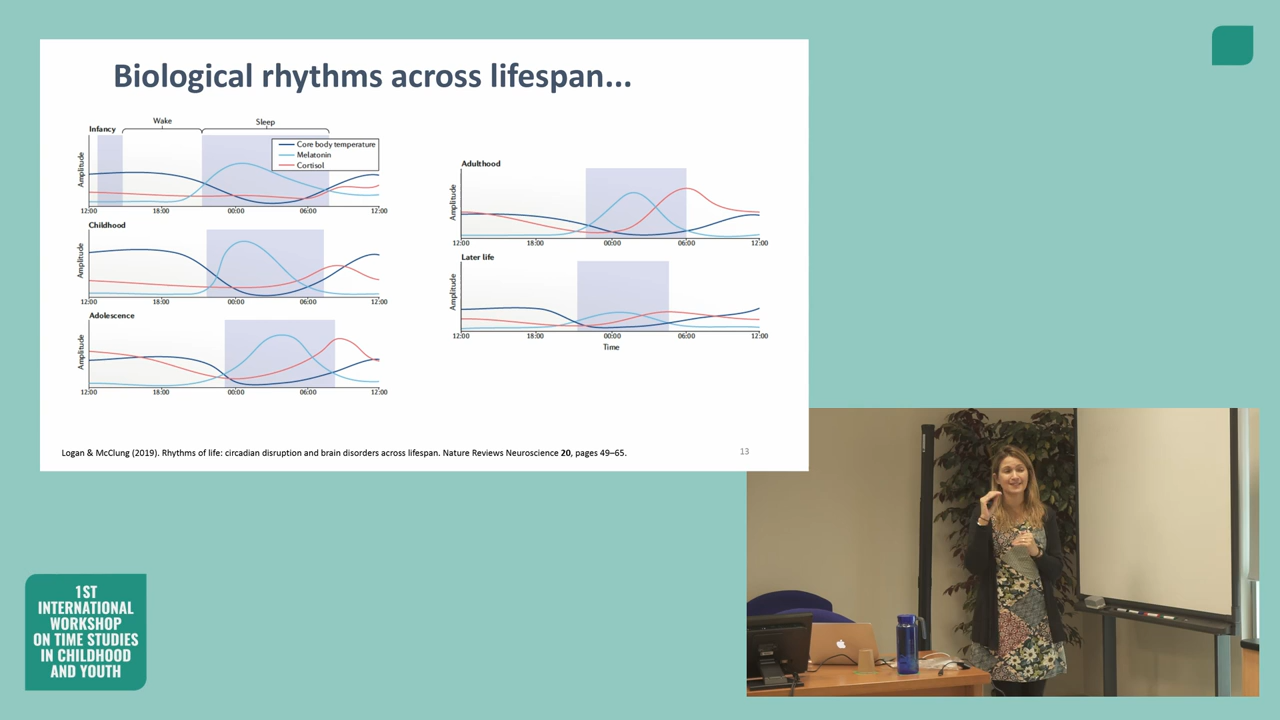 Biological rhythms across lifespan...
Wake
Sleep
Infancy
Core body temperature
Melatonin
Cortisol
Amplitude
12:00 18:00 00:00 06:00 12:00
Childhood
Amplitude
12:00 18:00 00:00 06:00 12:00
Adolescence
Amplitude
12:00 18:00 00:00 06:00 12:00
Adulthood
Amplitude
12:00 18:00 00:00 06:00 12:00
Later life
Amplitude
12:00 18:00 00:00 06:00 12:00
Time
Logan & McClung (2019). Rhythms of life: circadian disruption and brain disorders across lifespan. Nature Reviews Neuroscience 20, pages 49–65.
13
1ST
INTERNATIONAL
WORKSHOP
ON TIME STUDIES
IN CHILDHOOD
AND YOUTH